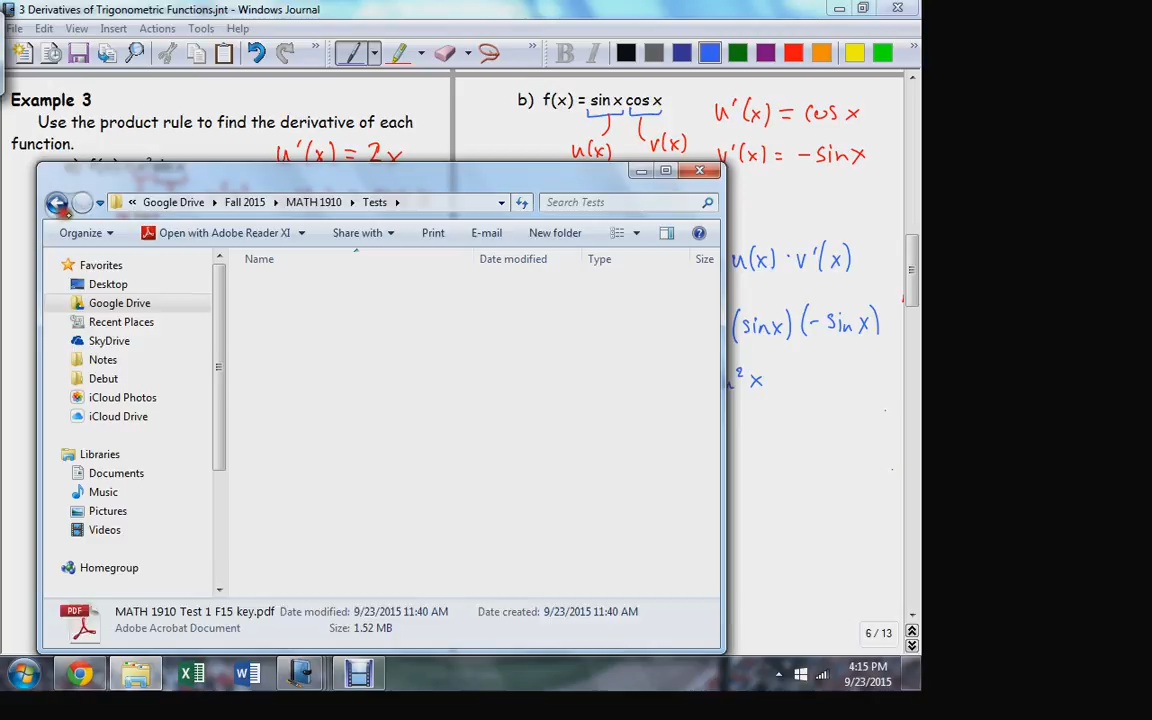 3 Derivatives of Trigonometric Functions.jnt - Windows Journal
File Edit View Insert Actions Tools Help
Example 3
Use the product rule to find the derivative of each
function.
u'(x) = 2x
b) f(x) = sin x cos x
u(x) v(x)
u'(x) = cos x
v'(x) = -sin x
u(x) · v'(x)
(sin x)(- sin x)
² x
« Google Drive Fall 2015 MATH 1910 Tests
Search Tests
Organize Open with Adobe Reader XI Share with Print E-mail New folder
Name Date modified Type Size
Favorites
Desktop
Google Drive
Recent Places
SkyDrive
Notes
Debut
iCloud Photos
iCloud Drive
Libraries
Documents
Music
Pictures
Videos
Homegroup
MATH 1910 Test 1 F15 key.pdf Date modified: 9/23/2015 11:40 AM Date created: 9/23/2015 11:40 AM
Adobe Acrobat Document Size: 1.52 MB
PDF
6 / 13
4:15 PM
9/23/2015